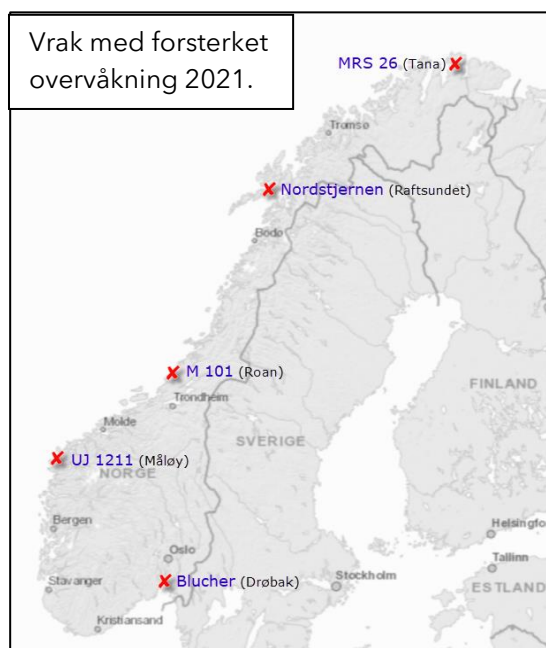 Vrak med forsterket
overvåkning 2021.
MRS 26 (Tana)
Tromsø
Nordstjernen (Raftsundet)
Bodø
M 101 (Roan)
Trondheim
FINLAND
Molde
SVERIGE
UJ 1211 (Måløy)
NORGE
Bergen
Helsingfo
Oslo
Tallinn
Blucher (Drøbak)
Stockholm
Stavanger
ESTLAND
Kristiansand